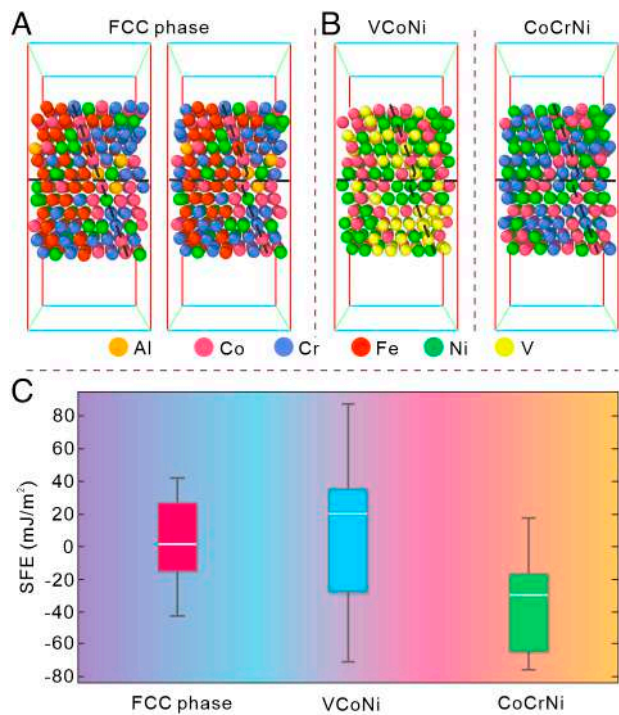 A FCC phase
B VCoNi
CoCrNi
Al Co Cr Fe Ni V
C
SFE (mJ/m²)
80
60
40
20
0
-20
-40
-60
-80
FCC phase VCoNi CoCrNi